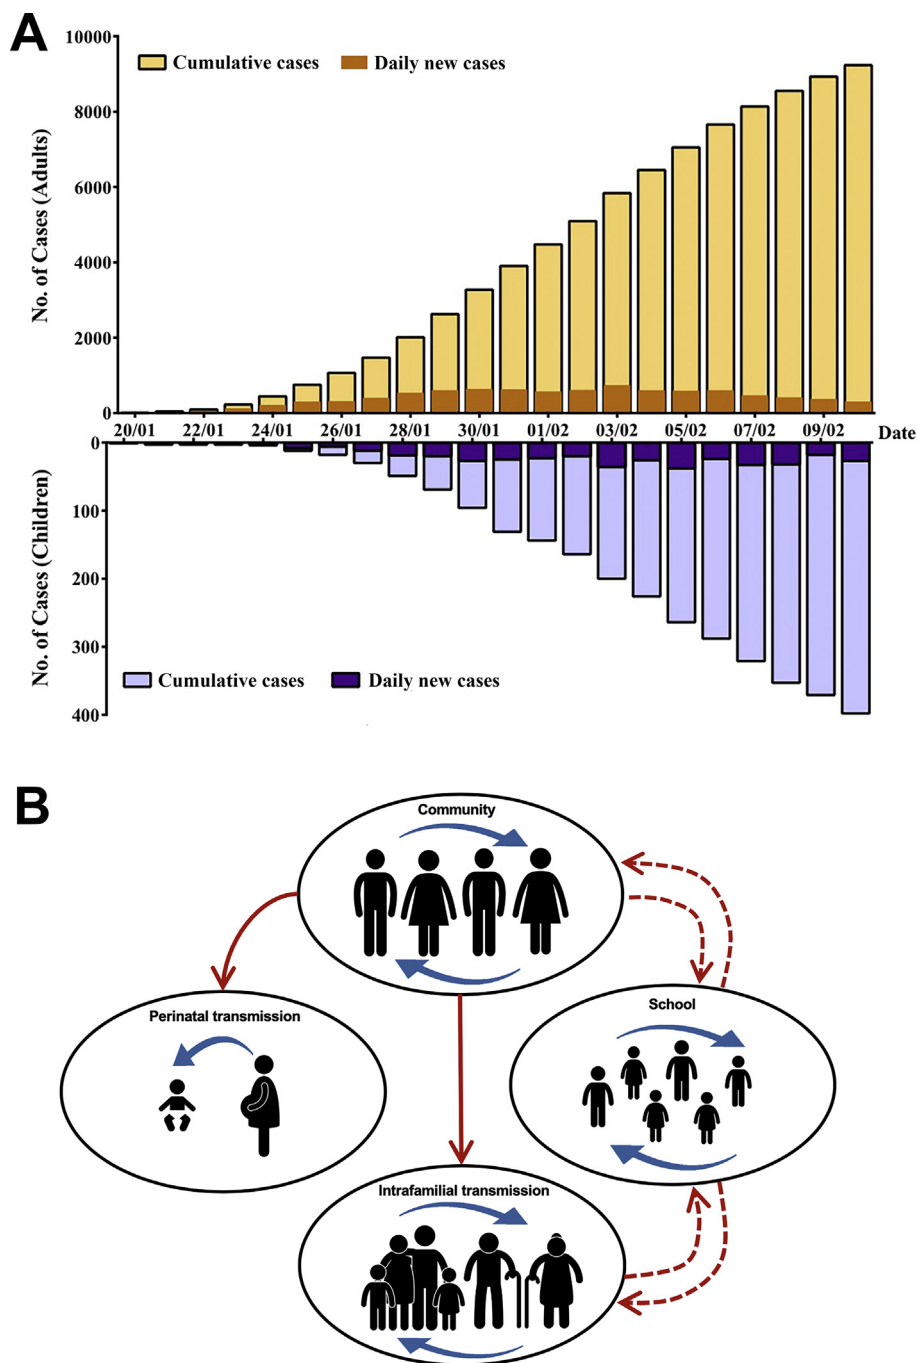 A
10000
Cumulative cases Daily new cases
8000
No. of Cases (Adults)
6000
4000
2000
0
20/01 22/01 24/01 26/01 28/01 30/01 01/02 03/02 05/02 07/02 09/02 Date
0
100
No. of Cases (Children)
200
300
Cumulative cases Daily new cases
400
B
Community
Perinatal transmission
School
Intrafamilial transmission